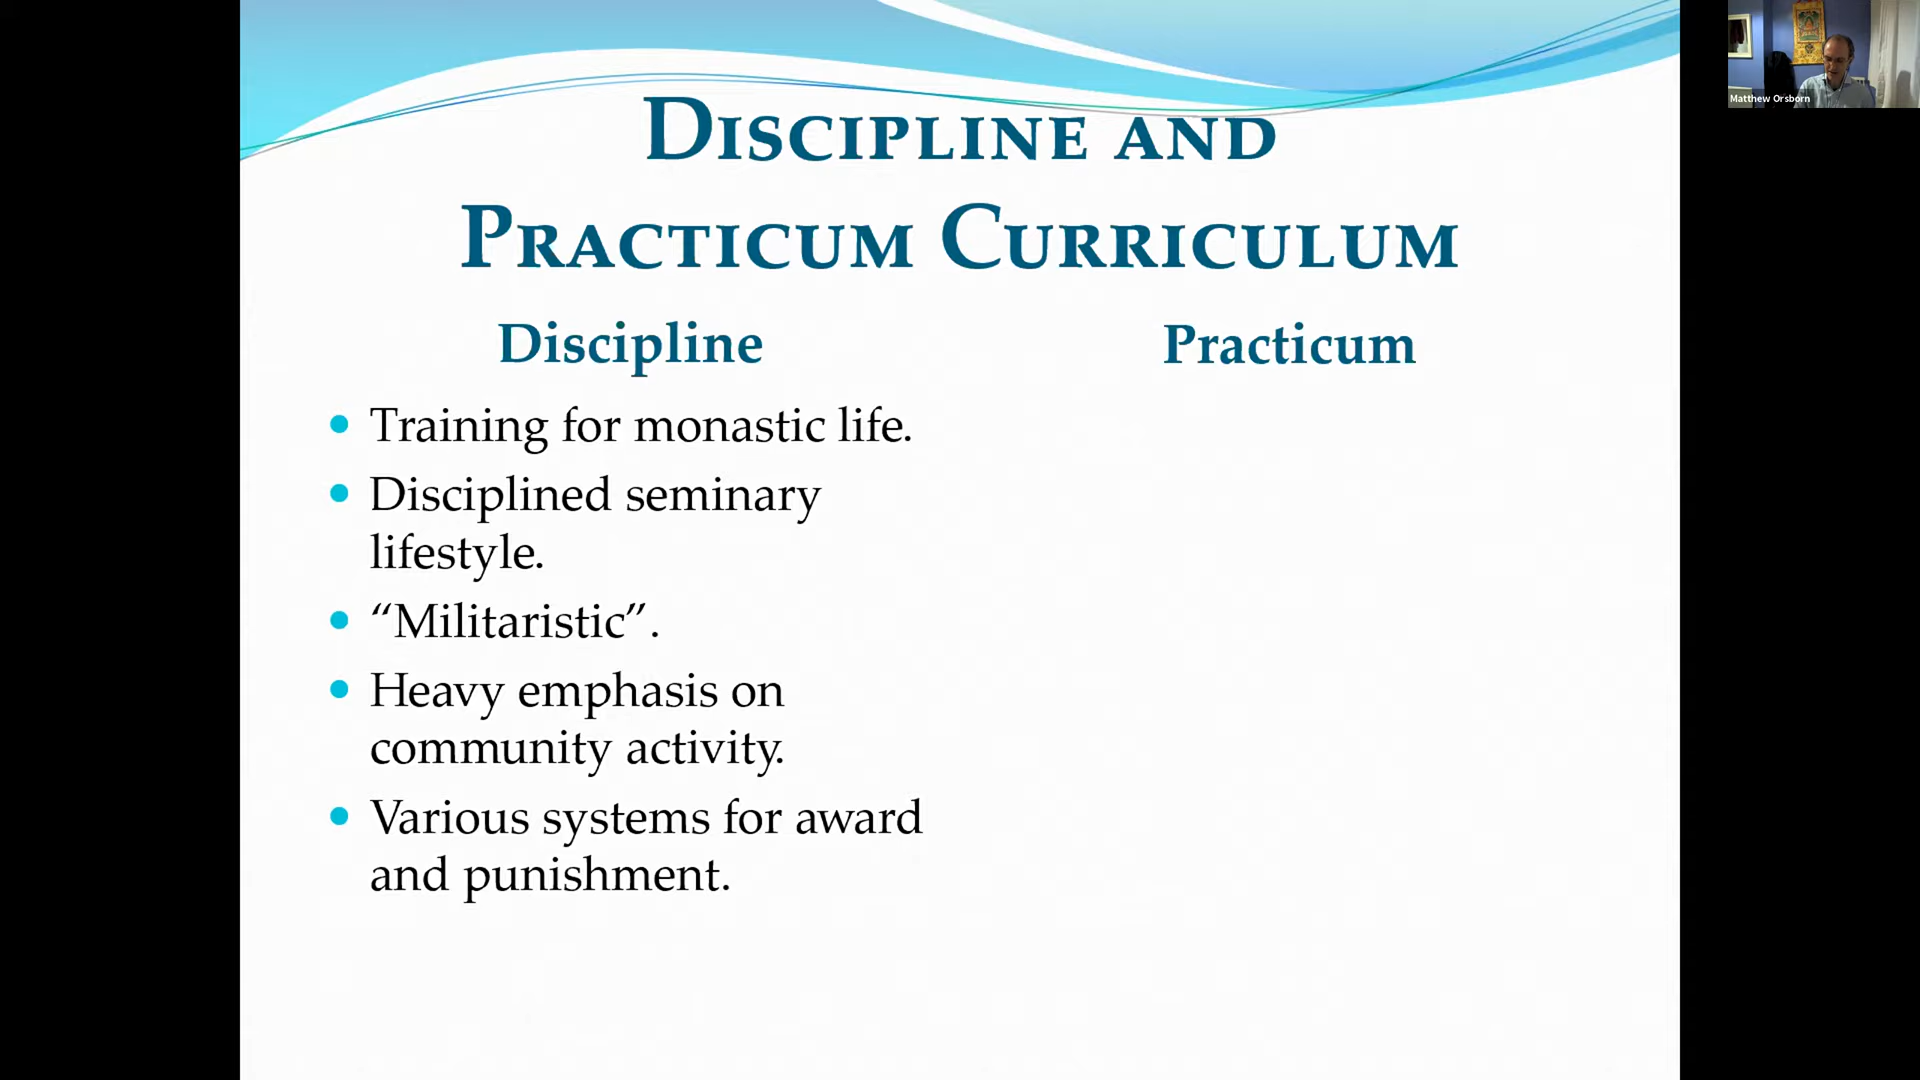 Discipline and
Practicum Curriculum
Discipline
Practicum
Training for monastic life.
Disciplined seminary
lifestyle.
“Militaristic”.
Heavy emphasis on
community activity.
Various systems for award
and punishment.
Matthew Orsborn